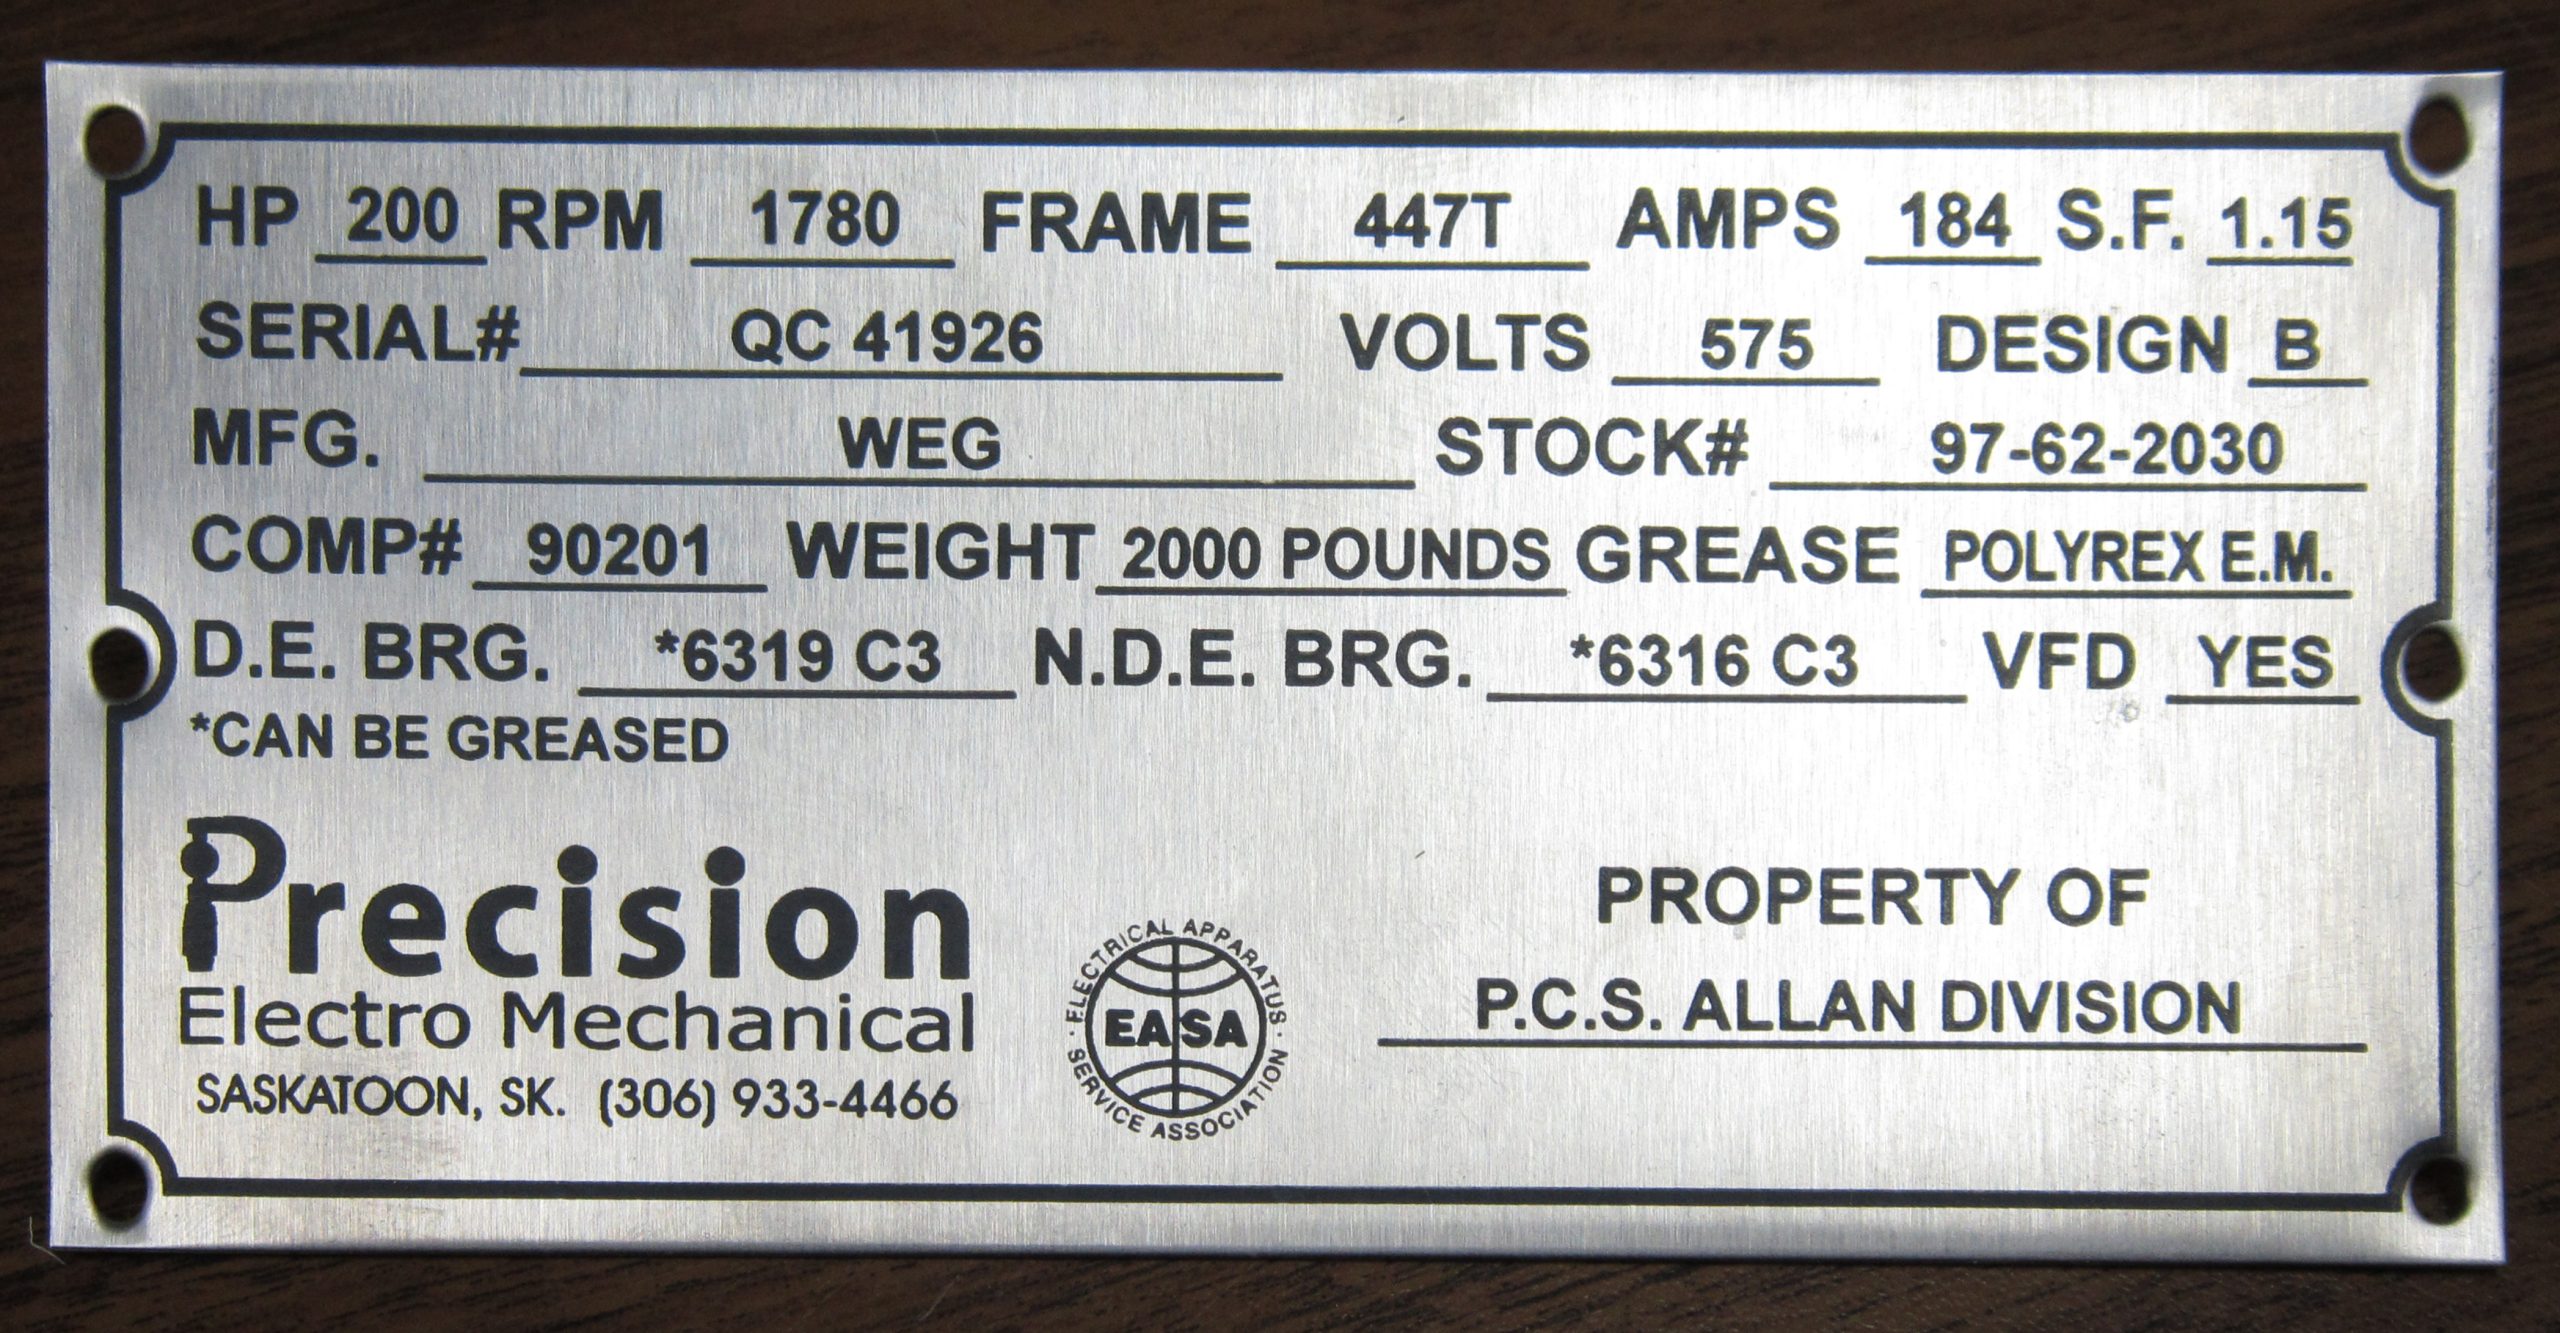 HP 200 RPM 1780 FRAME 447T AMPS 184 S.F. 1.15
SERIAL# QC 41926 VOLTS 575 DESIGN B
MFG. WEG STOCK# 97-62-2030
COMP# 90201 WEIGHT 2000 POUNDS GREASE POLYREX E.M.
D.E. BRG. *6319 C3 N.D.E. BRG. *6316 C3 VFD YES
*CAN BE GREASED
Precision
Electro Mechanical
SASKATOON, SK. (306) 933-4466
ELECTRICAL APPARATUS
EASA
SERVICE ASSOCIATION
PROPERTY OF
P.C.S. ALLAN DIVISION